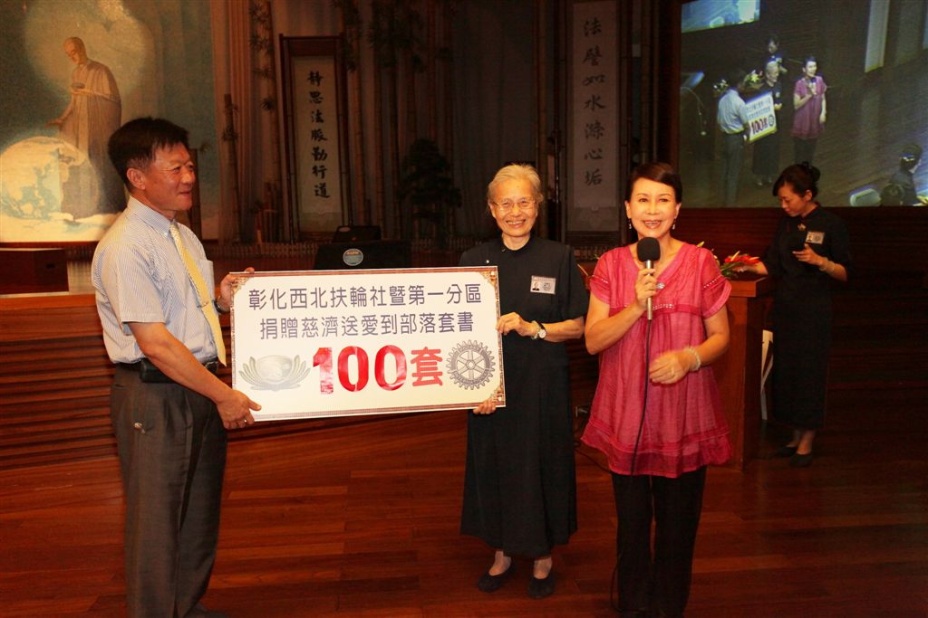 靜思法脈勤行道
法譬如水滌心垢
彰化西北扶輪社暨第一分區
捐贈慈濟送愛到部落套書
100套